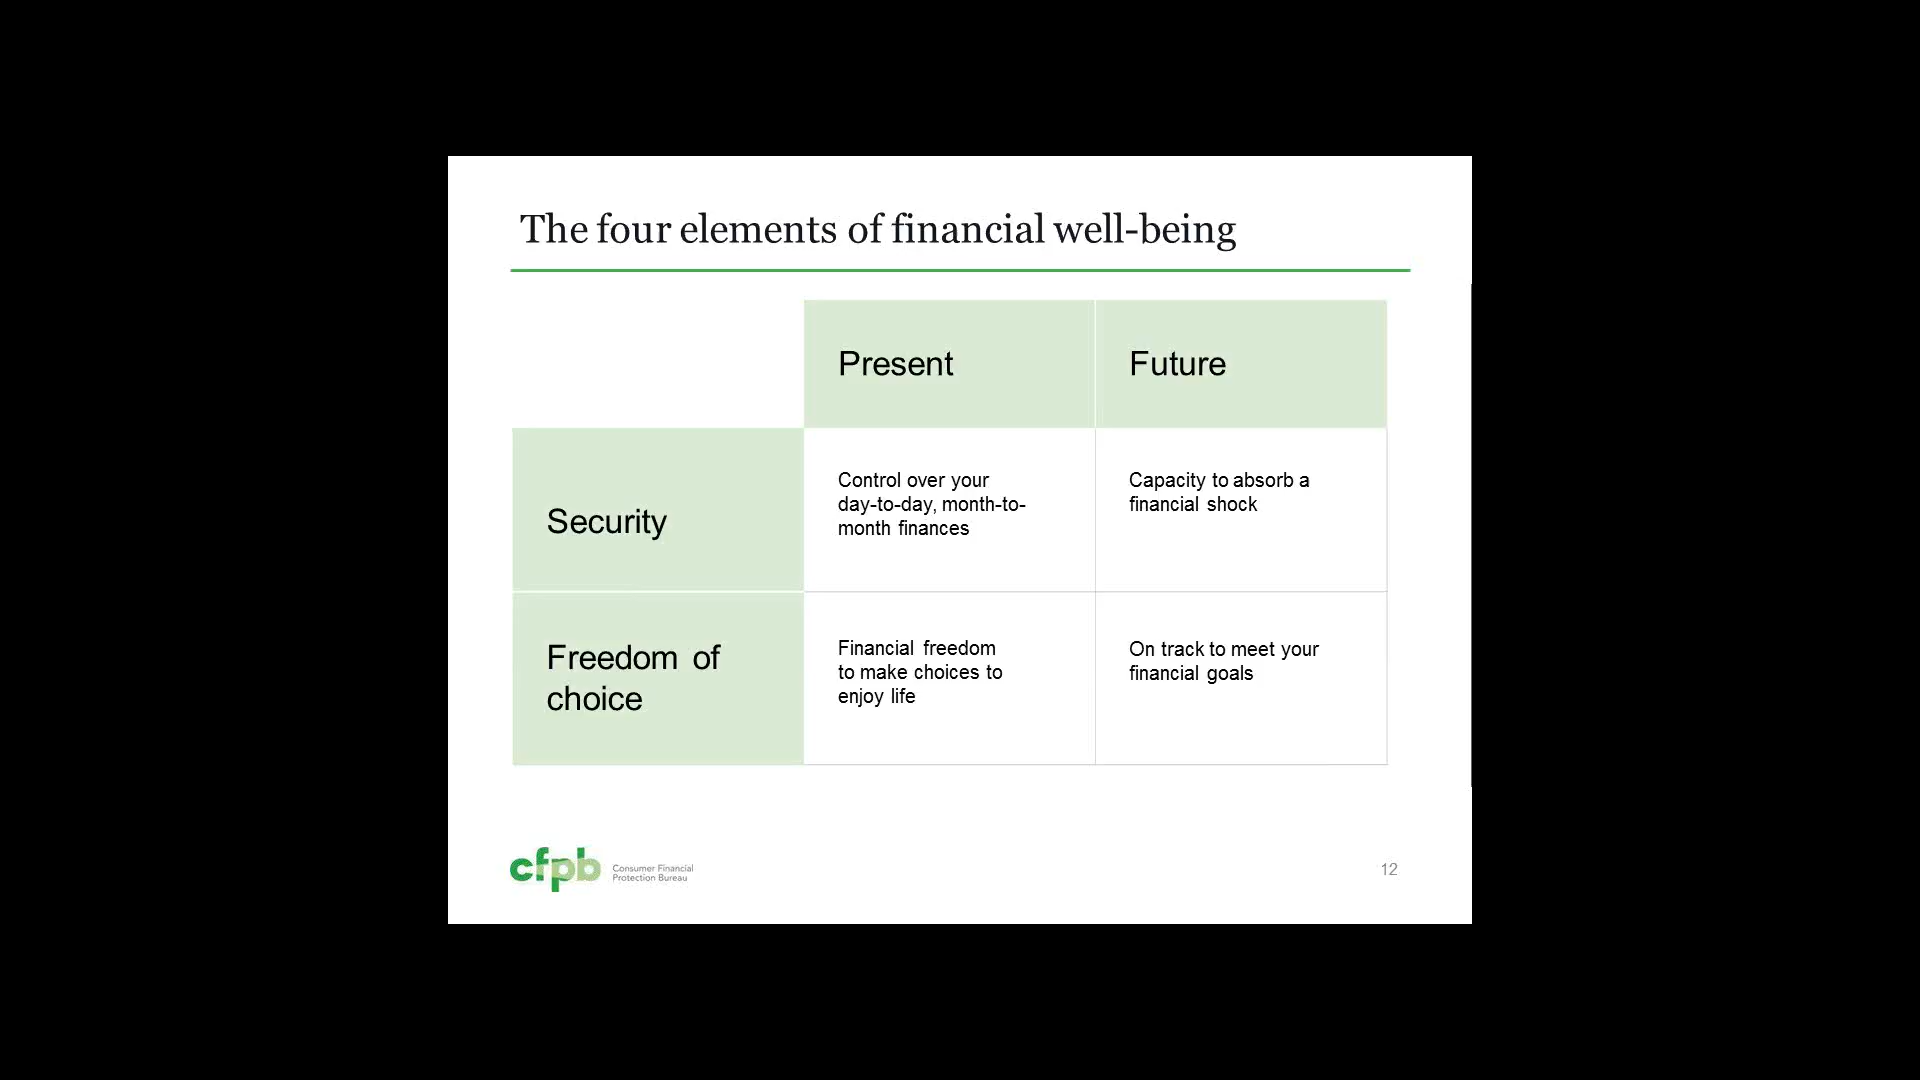 The four elements of financial well-being
Present
Future
Security
Control over your
day-to-day, month-to-
month finances
Capacity to absorb a
financial shock
Freedom of
choice
Financial freedom
to make choices to
enjoy life
On track to meet your
financial goals
cfpb
Consumer Financial
Protection Bureau
12